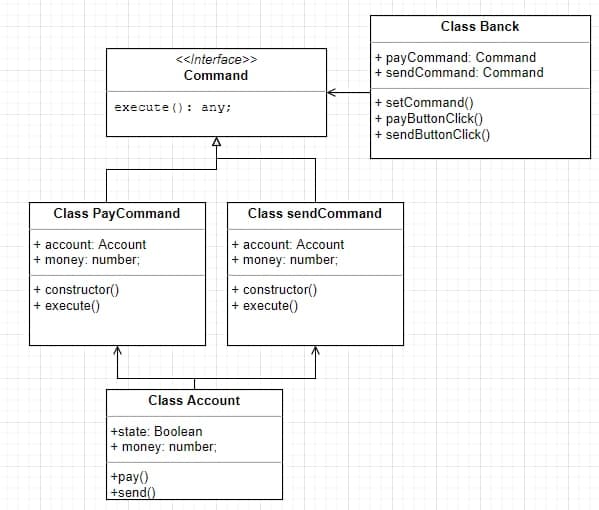 Class Banck
+ payCommand: Command
+ sendCommand: Command
+ setCommand()
+ payButtonClick()
+ sendButtonClick()
<<Interface>>
Command
execute(): any;
Class PayCommand
+ account: Account
+ money: number;
+ constructor()
+ execute()
Class sendCommand
+ account: Account
+ money: number;
+ constructor()
+ execute()
Class Account
+state: Boolean
+ money: number;
+pay()
+send()